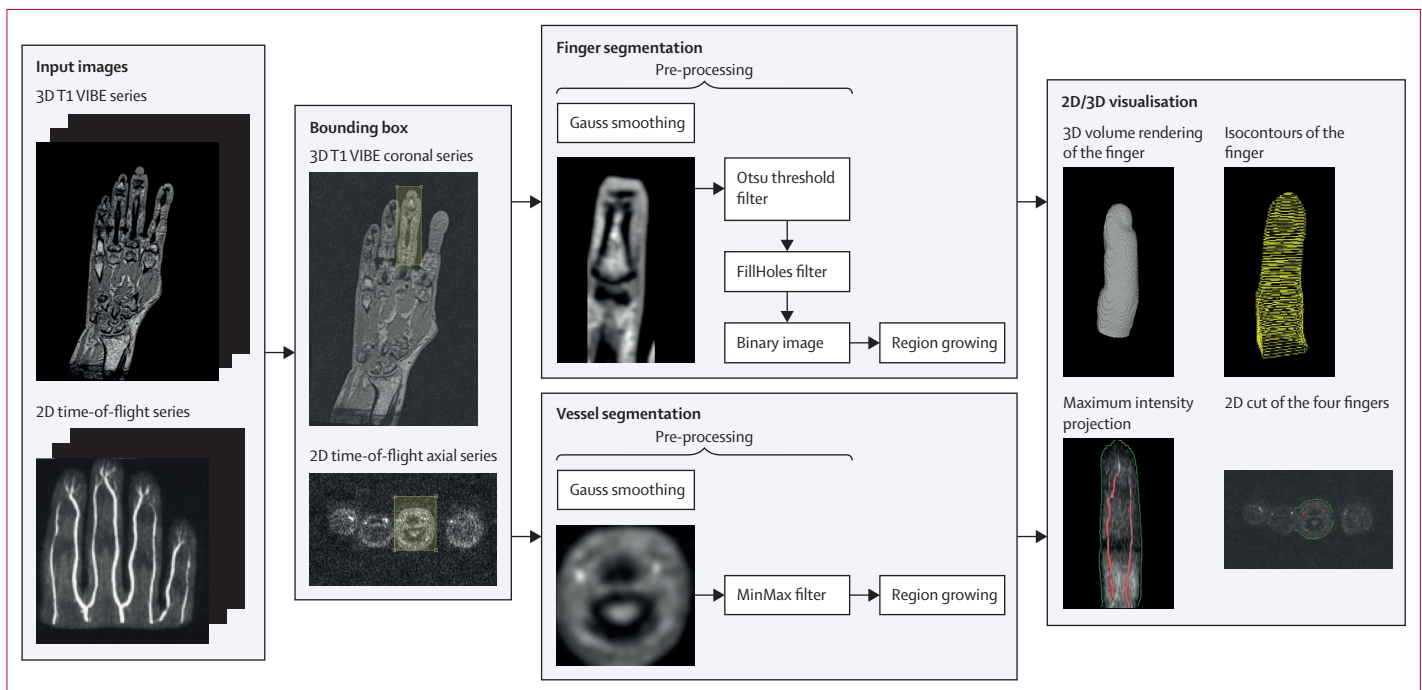 Input images
3D T1 VIBE series
2D time-of-flight series
Bounding box
3D T1 VIBE coronal series
2D time-of-flight axial series
Finger segmentation
Pre-processing
Gauss smoothing
Otsu threshold
filter
FillHoles filter
Binary image
Region growing
Vessel segmentation
Pre-processing
Gauss smoothing
MinMax filter
Region growing
2D/3D visualisation
3D volume rendering
of the finger
Isocontours of the
finger
Maximum intensity
projection
2D cut of the four fingers